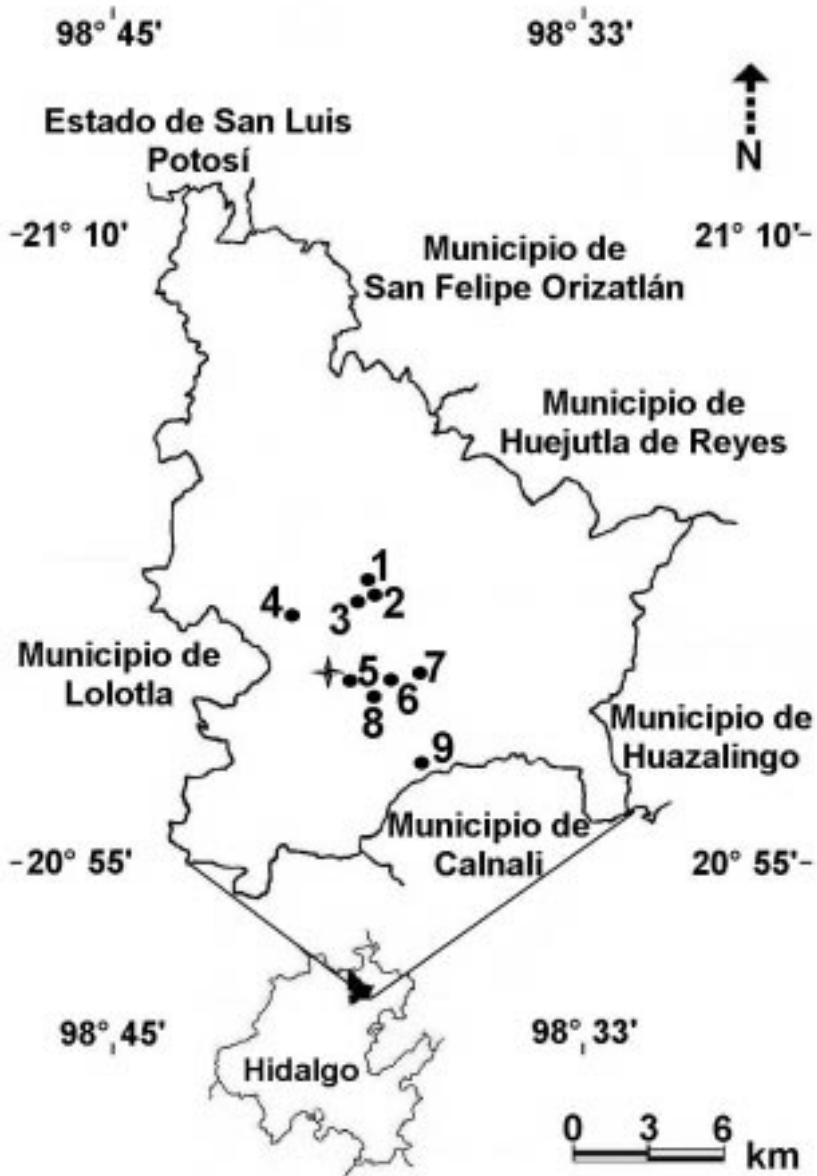 98° 45'
98° 33'
N
Estado de San Luis
Potosí
21° 10'
21° 10'
Municipio de
San Felipe Orizatlán
Municipio de
Huejutla de Reyes
1
2
3
4
Municipio de
Lolotla
5
7
6
8
Municipio de
Huazalingo
9
Municipio de
Calnali
20° 55'
20° 55'
98° 45'
98° 33'
Hidalgo
0 3 6
km